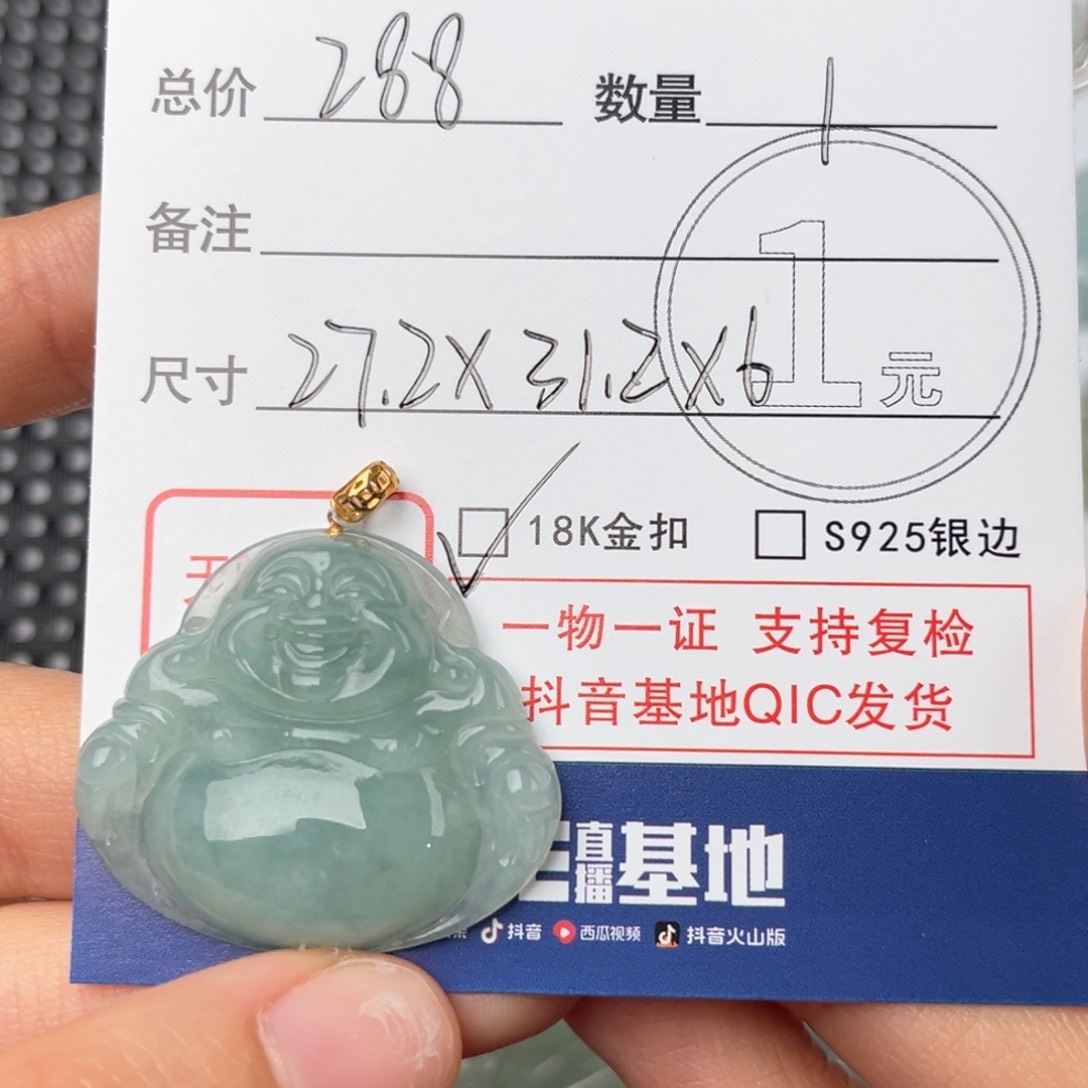 总价 288 数量 1
备注
1元
尺寸 27.2X31.2X6
18K金扣 S925银边
一物一证 支持复检
抖音基地QIC发货
直播基地
抖音 西瓜视频 抖音火山版